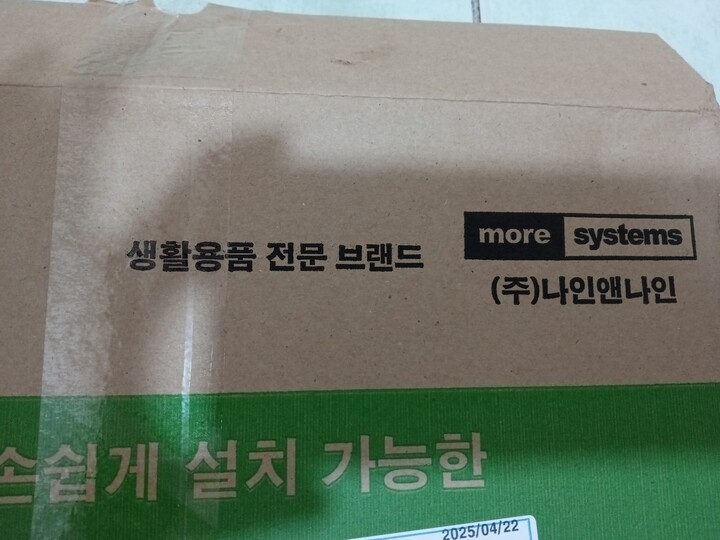 more systems
생활용품 전문 브랜드
(주)나인앤나인
손쉽게 설치 가능한
2025/04/22